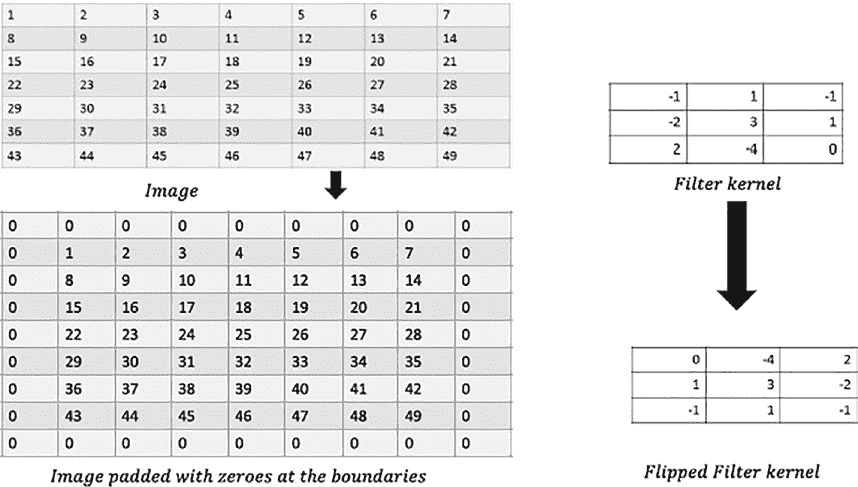 1 2 3 4 5 6 7
8 9 10 11 12 13 14
15 16 17 18 19 20 21
22 23 24 25 26 27 28
29 30 31 32 33 34 35
36 37 38 39 40 41 42
43 44 45 46 47 48 49
Image
0 0 0 0 0 0 0 0 0
0 1 2 3 4 5 6 7 0
0 8 9 10 11 12 13 14 0
0 15 16 17 18 19 20 21 0
0 22 23 24 25 26 27 28 0
0 29 30 31 32 33 34 35 0
0 36 37 38 39 40 41 42 0
0 43 44 45 46 47 48 49 0
0 0 0 0 0 0 0 0 0
Image padded with zeroes at the boundaries
-1 1 -1
-2 3 1
2 -4 0
Filter kernel
0 -4 2
1 3 -2
-1 1 -1
Flipped Filter kernel